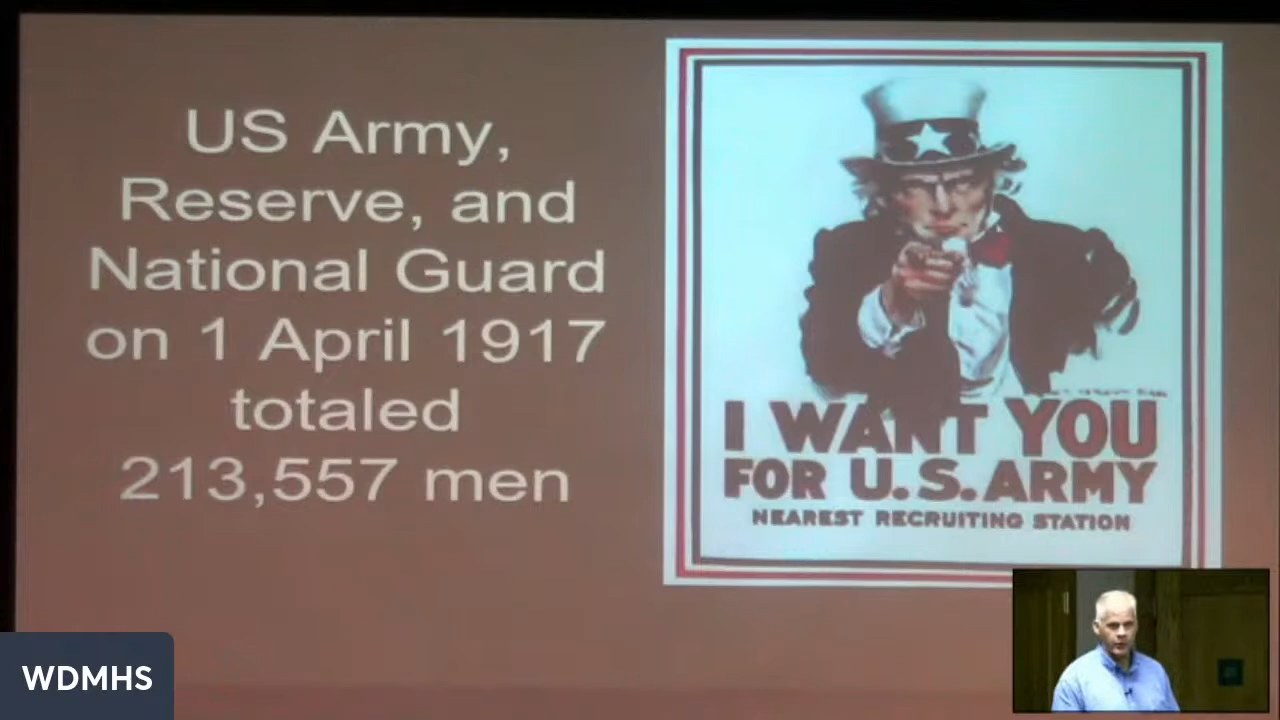 US Army,
Reserve, and
National Guard
on 1 April 1917
totaled
213,557 men
I WANT YOU
FOR U.S. ARMY
NEAREST RECRUITING STATION
WDMHS